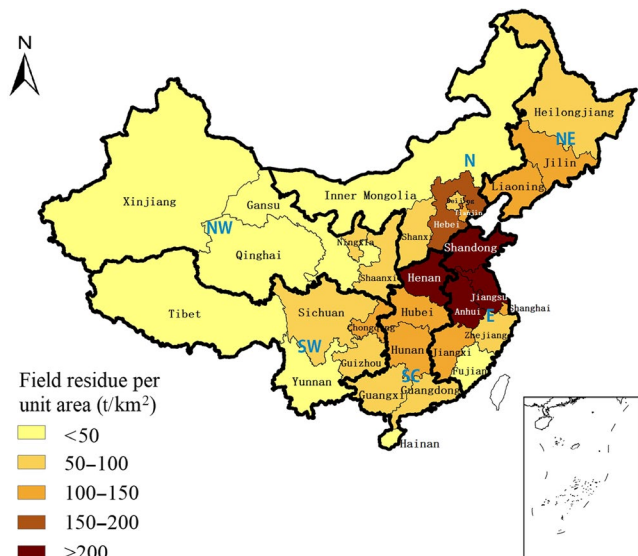 N
Heilongjiang
NE
Jilin
N
Liaoning
Xinjiang
Gansu
Inner Mongolia
Beijing
Tianjin
Hebei
NW
Ningxia
Shanxi
Qinghai
Shandong
Shaanxi
Henan
Jiangsu
Tibet
Sichuan
Hubei
Anhui
Shanghai
E
Chongqing
Zhejiang
SW
Hunan
Jiangxi
Guizhou
Fujian
Yunnan
SC
Guangxi
Guangdong
Hainan
Field residue per
unit area (t/km²)
<50
50–100
100–150
150–200
>200